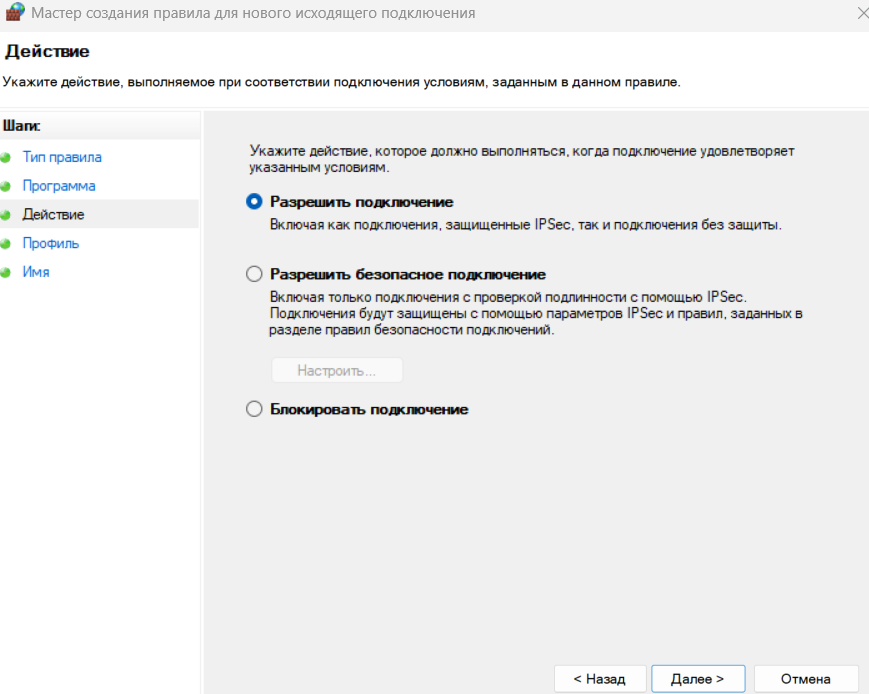 Мастер создания правила для нового исходящего подключения
Действие
Укажите действие, выполняемое при соответствии подключения условиям, заданным в данном правиле.
Шаги:
Тип правила
Программа
Действие
Профиль
Имя
Укажите действие, которое должно выполняться, когда подключение удовлетворяет
указанным условиям.
Разрешить подключение
Включая как подключения, защищенные IPSec, так и подключения без защиты.
Разрешить безопасное подключение
Включая только подключения с проверкой подлинности с помощью IPSec.
Подключения будут защищены с помощью параметров IPSec и правил, заданных в
разделе правил безопасности подключений.
Настроить...
Блокировать подключение
< Назад
Далее >
Отмена